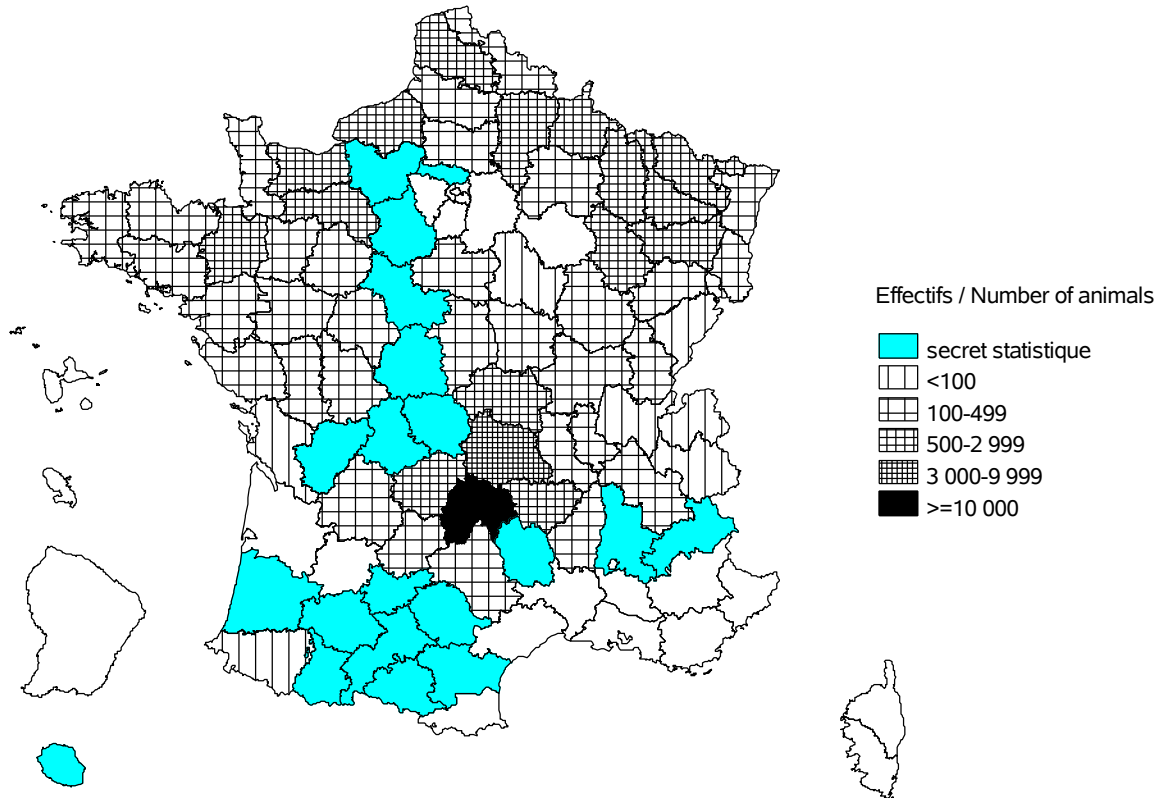 Effectifs / Number of animals
secret statistique
<100
100-499
500-2 999
3 000-9 999
>=10 000